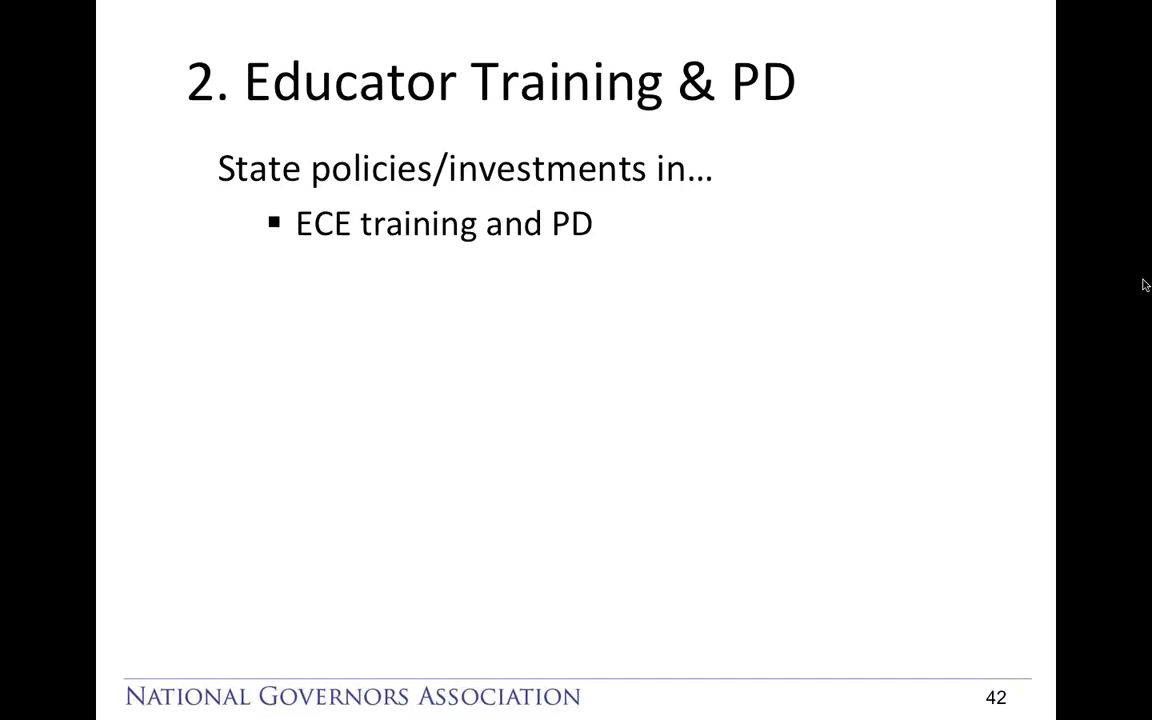 2. Educator Training & PD
State policies/investments in…
▪ ECE training and PD
NATIONAL GOVERNORS ASSOCIATION
42